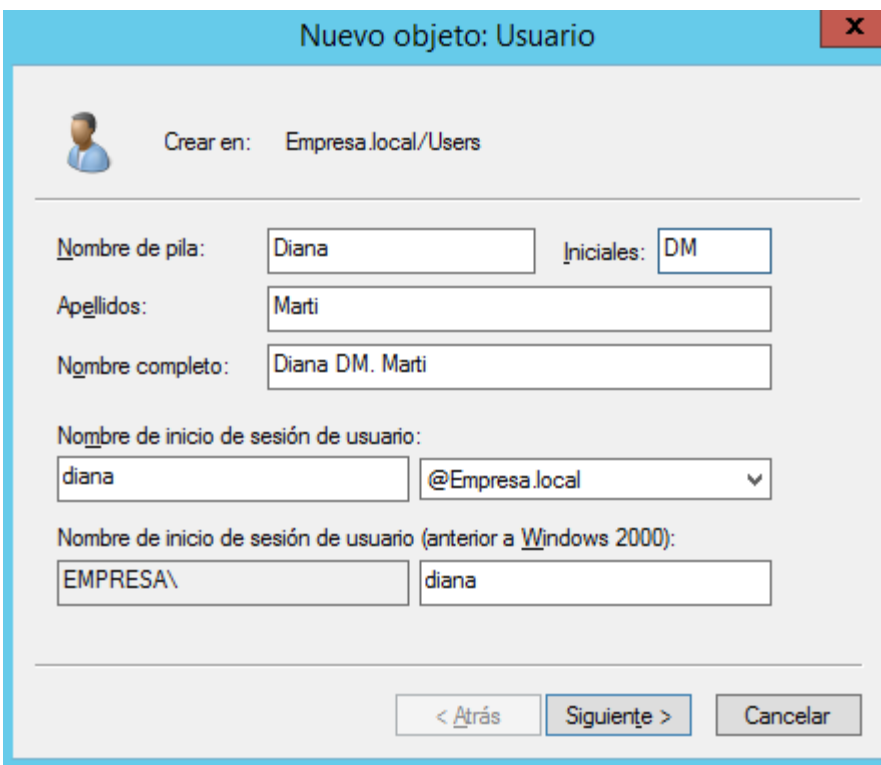 Nuevo objeto: Usuario
x
Crear en: Empresa.local/Users
Nombre de pila: Diana Iniciales: DM
Apellidos: Marti
Nombre completo: Diana DM. Marti
Nombre de inicio de sesión de usuario:
diana @Empresa.local
Nombre de inicio de sesión de usuario (anterior a Windows 2000):
EMPRESA\ diana
< Atrás Siguiente > Cancelar